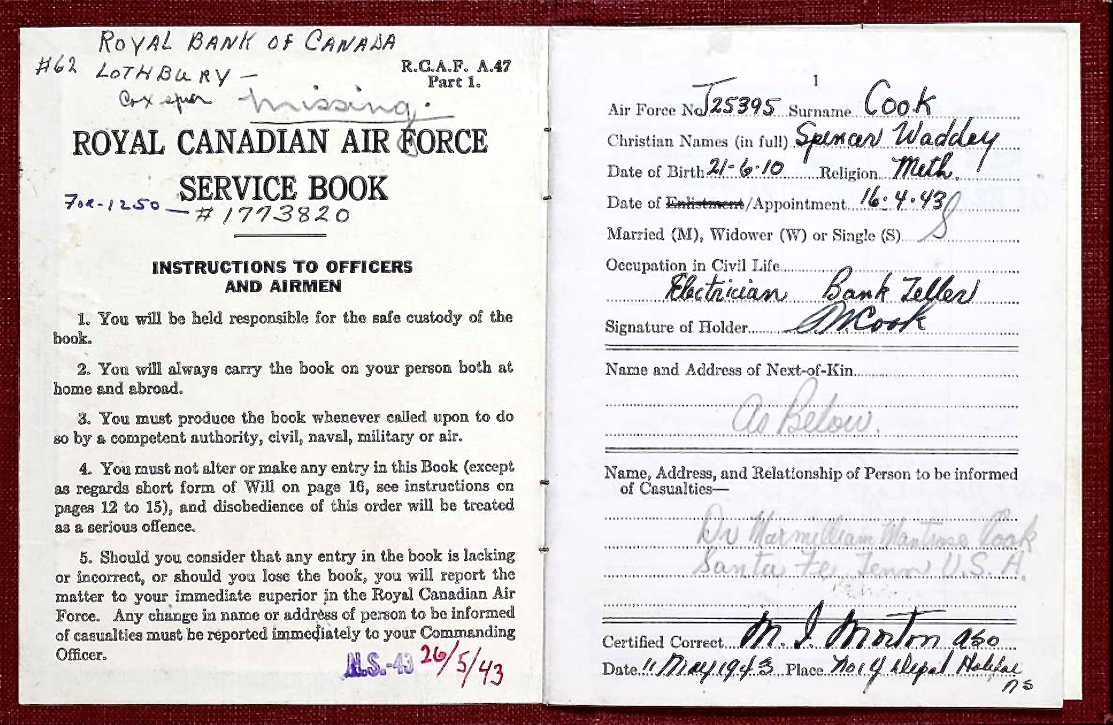 ROYAL BANK OF CANADA
#62 LOTHBURY —
R.C.A.F. A.47
Part 1.
missing.
ROYAL CANADIAN AIR FORCE
SERVICE BOOK
#1773820
INSTRUCTIONS TO OFFICERS
AND AIRMEN
1. You will be held responsible for the safe custody of the
book.
2. You will always carry the book on your person both at
home and abroad.
3. You must produce the book whenever called upon to do
so by a competent authority, civil, naval, military or air.
4. You must not alter or make any entry in this Book (except
as regards short form of Will on page 16, see instructions on
pages 12 to 15), and disobedience of this order will be treated
as a serious offence.
5. Should you consider that any entry in the book is lacking
or incorrect, or should you lose the book, you will report the
matter to your immediate superior in the Royal Canadian Air
Force. Any change in name or address of person to be informed
of casualties must be reported immediately to your Commanding
Officer.
N.S.-43 26/5/43
1
Air Force No J25395 Surname Cook
Christian Names (in full) Spencer Waddey
Date of Birth 21-6-10 Religion Meth.
Date of Enlistment/Appointment 16.4.43
Married (M), Widower (W) or Single (S) S
Occupation in Civil Life
Electrician Bank Teller
Signature of Holder Cook
Name and Address of Next-of-Kin
As Below.
Name, Address, and Relationship of Person to be informed
of Casualties—
Dr Cook
Santa Fe, Tenn U.S.A.
Certified Correct M. J. Morton aso
Date 11 May 1943 Place No 1 Y Depot Halifax
NS